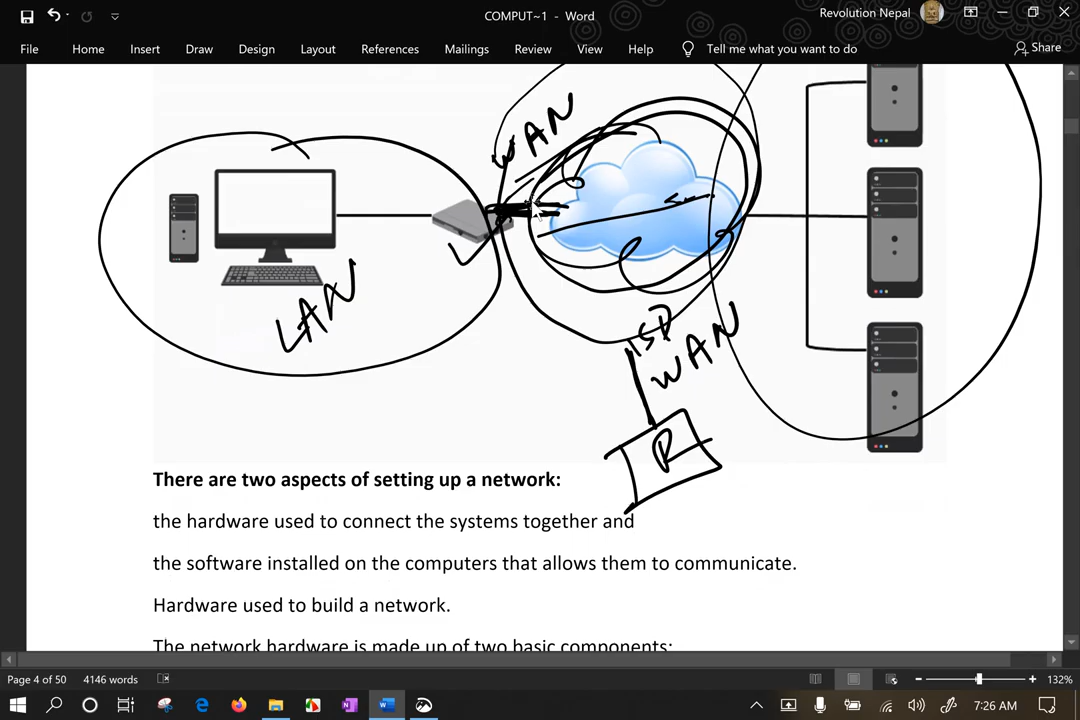 COMPUT~1 - Word
Revolution Nepal
File Home Insert Draw Design Layout References Mailings Review View Help Tell me what you want to do Share
WAN
LAN
ISP
WAN
R
There are two aspects of setting up a network:
the hardware used to connect the systems together and
the software installed on the computers that allows them to communicate.
Hardware used to build a network.
The network hardware is made up of two basic components:
Page 4 of 50 4146 words 132%
7:26 AM